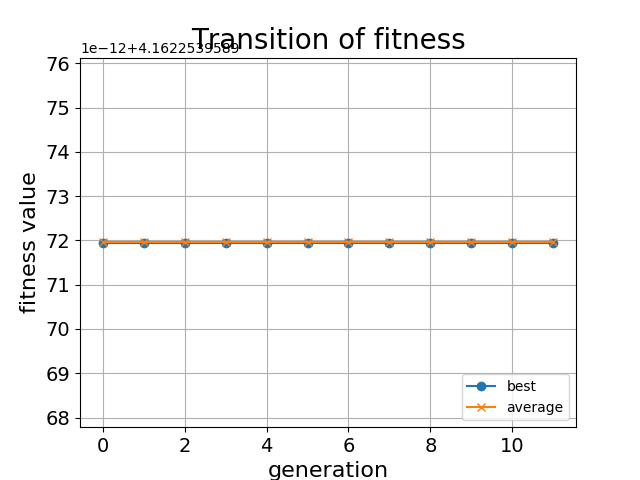 Transition of fitness
1e−12+4.1622539589
76
75
74
73
72
71
70
69
68
fitness value
0 2 4 6 8 10
generation
best
average